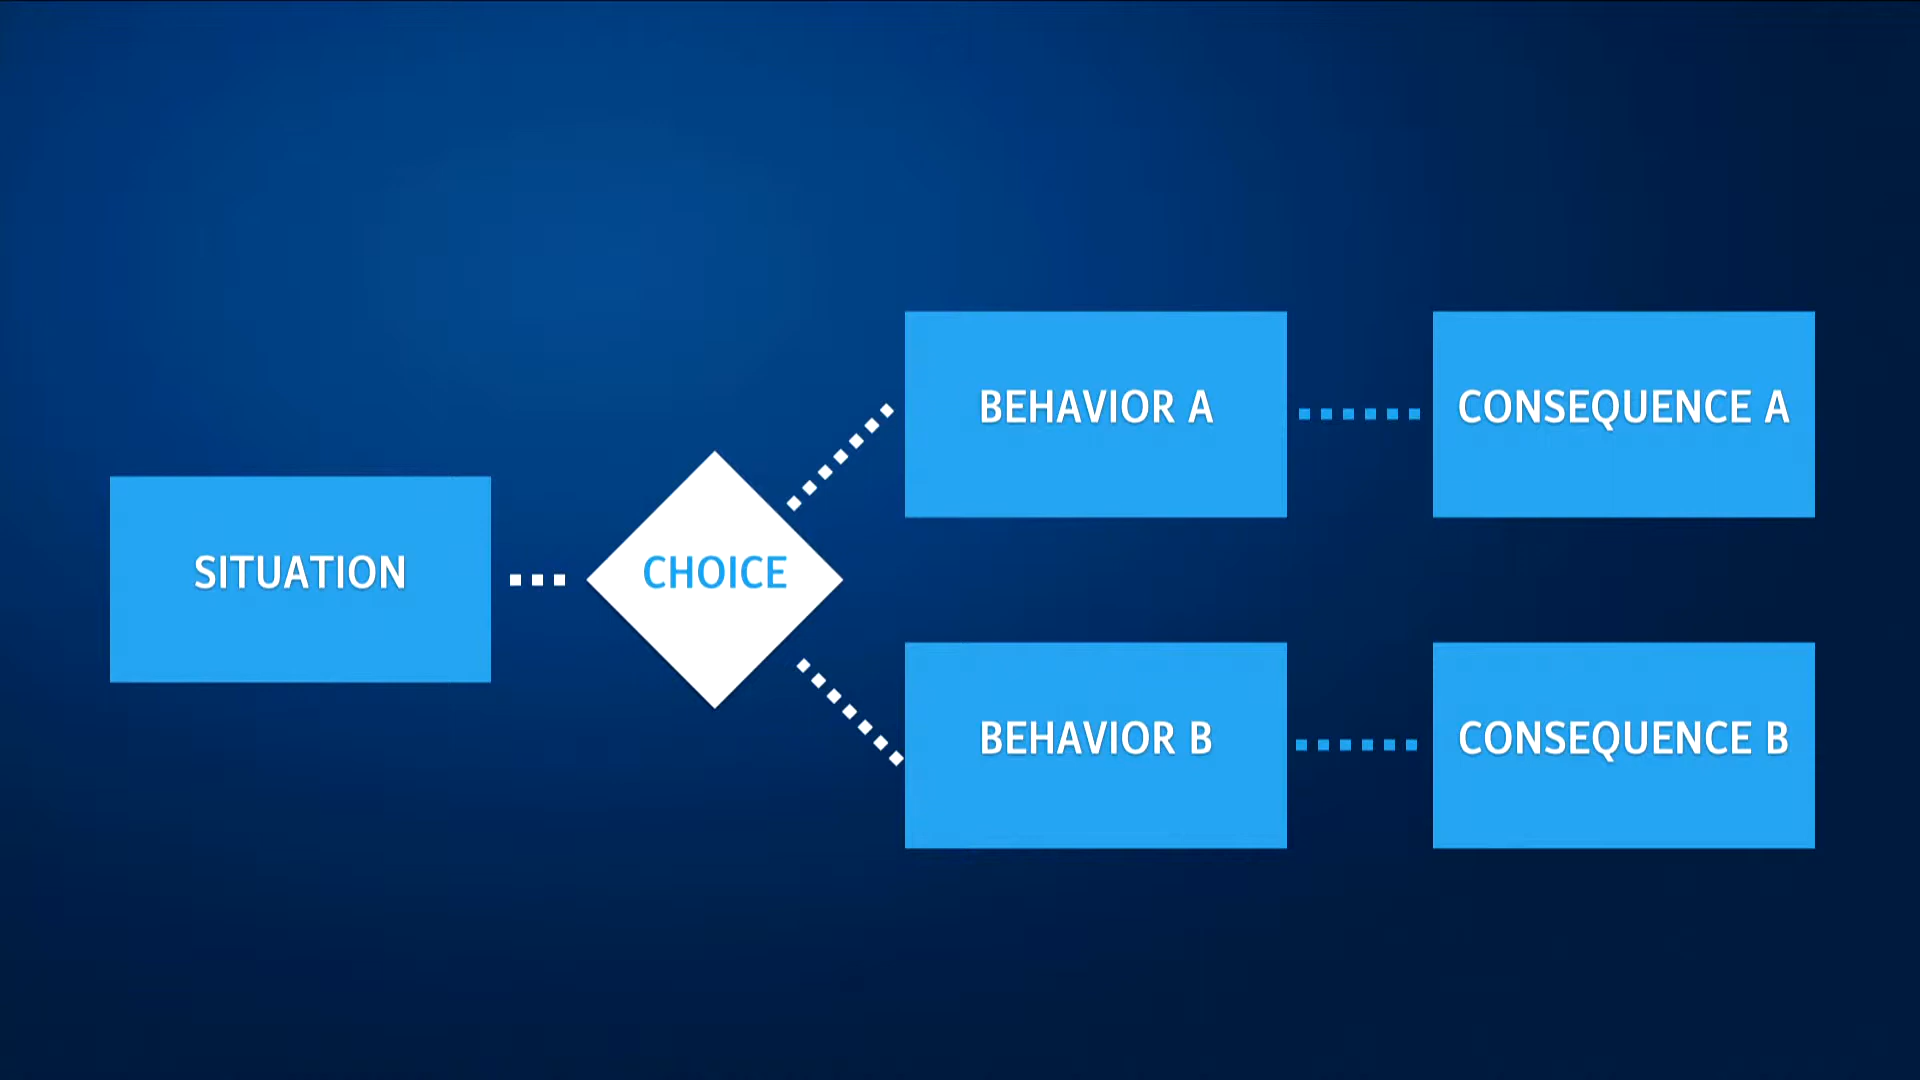 SITUATION
CHOICE
BEHAVIOR A
CONSEQUENCE A
BEHAVIOR B
CONSEQUENCE B